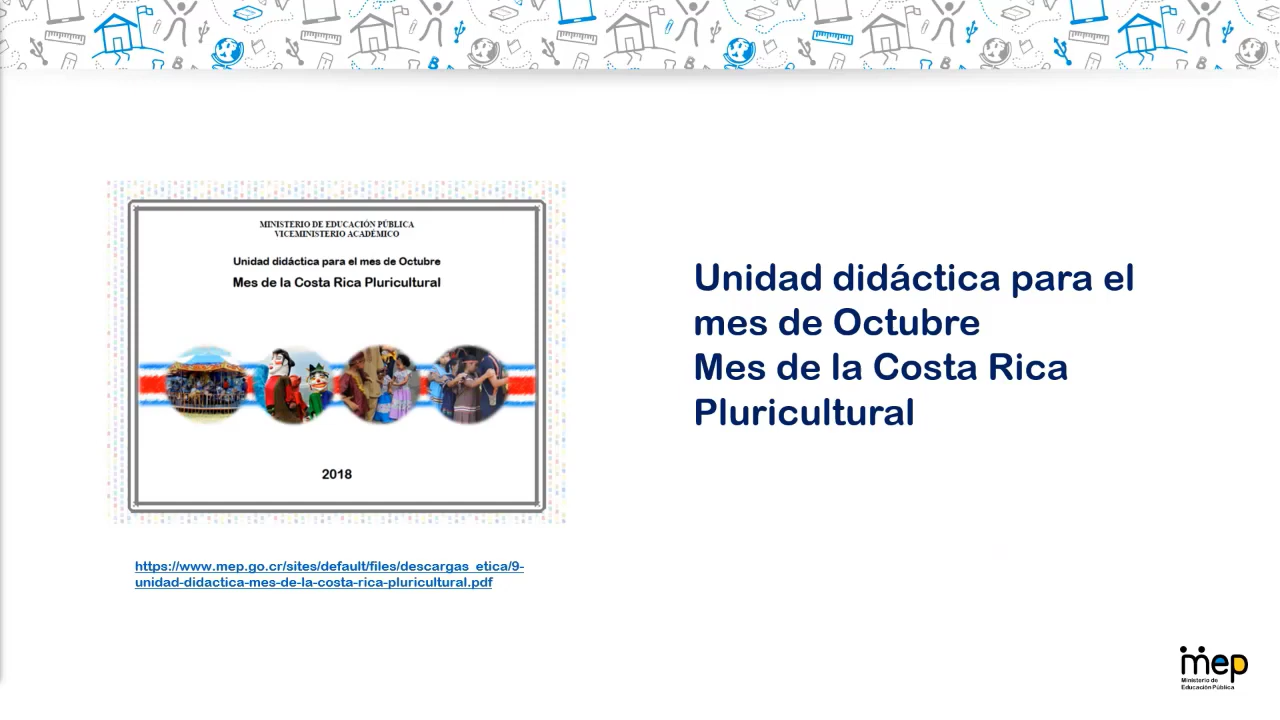 MINISTERIO DE EDUCACIÓN PÚBLICA
VICEMINISTERIO ACADÉMICO
Unidad didáctica para el mes de Octubre
Mes de la Costa Rica Pluricultural
2018
https://www.mep.go.cr/sites/default/files/descargas_etica/9-
unidad-didactica-mes-de-la-costa-rica-pluricultural.pdf
Unidad didáctica para el
mes de Octubre
Mes de la Costa Rica
Pluricultural
mep
Ministerio de
Educación Pública